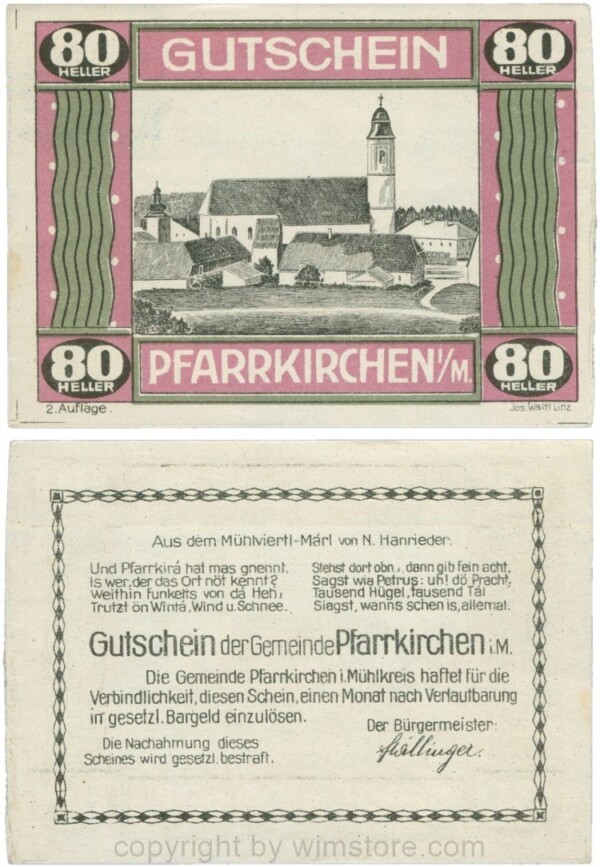 80 HELLER GUTSCHEIN 80 HELLER
80 HELLER PFARRKIRCHEN I/M. 80 HELLER
2. Auflage. Jos. Waitl Linz.
Aus dem Mühlviertl-Märl von N. Hanrieder.
Und Pfarrkirá hat mas gnennt,
Is wer, der das Ort nöt kennt?
Weithin funkelts von dá Heh,
Trutzt ön Wintá, Wind u. Schnee.
Stehst dort obn, dann gib fein acht,
Sagst wia Petrus: uh! dö Pracht,
Tausend Hügel, tausend Tál
Siagst, wanns schen is, allemal.
Gutschein der Gemeinde Pfarrkirchen i.M.
Die Gemeinde Pfarrkirchen i. Mühlkreis haftet für die
Verbindlichkeit, diesen Schein, einen Monat nach Verlautbarung
in gesetzl. Bargeld einzulösen.
Der Bürgermeister:
Die Nachahmung dieses
Scheines wird gesetzl. bestraft.
copyright by wjmstore.com